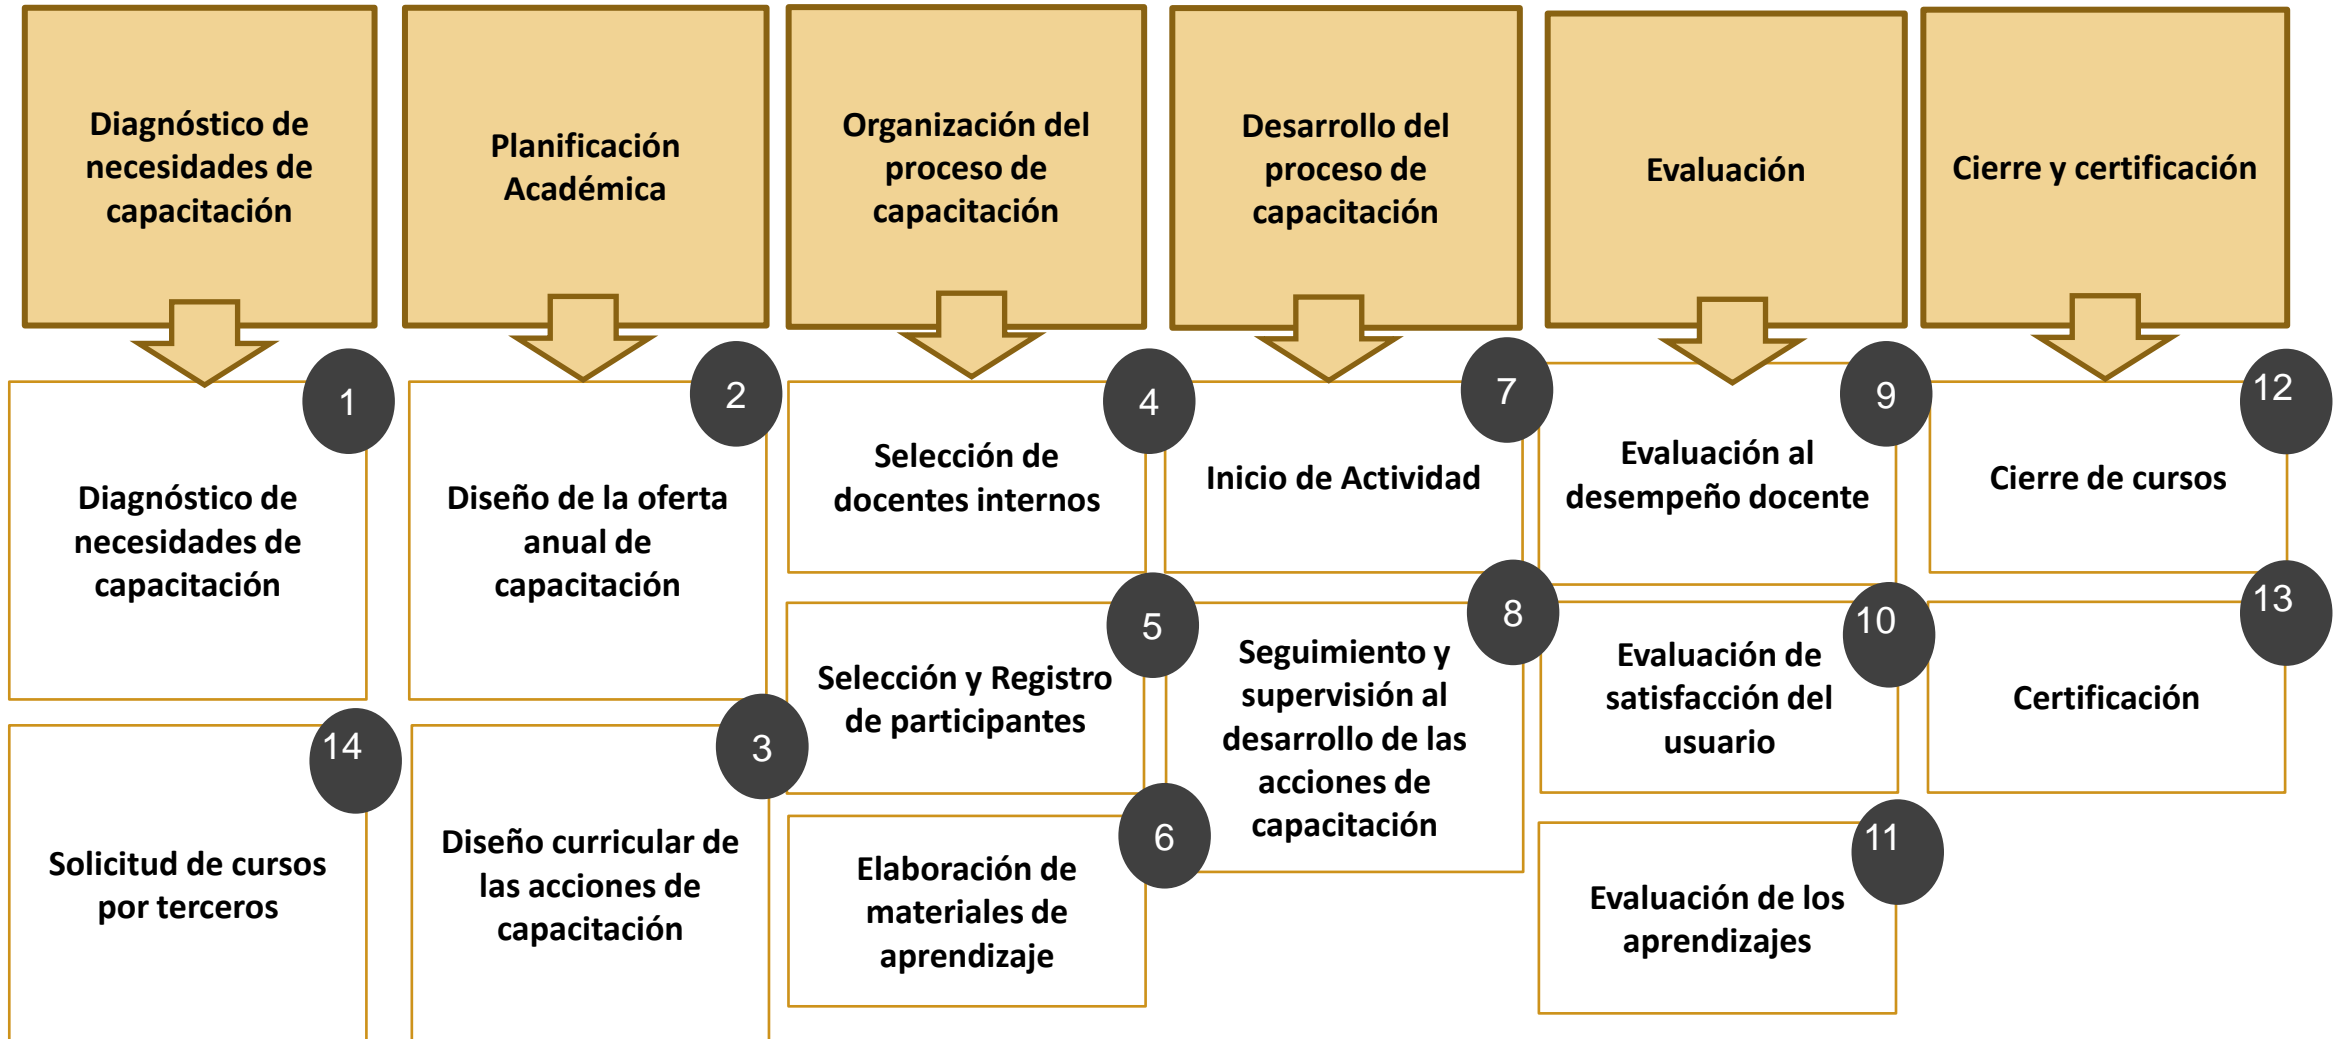 Diagnóstico de
necesidades de
capacitación
Planificación
Académica
Organización del
proceso de
capacitación
Desarrollo del
proceso de
capacitación
Evaluación
Cierre y certificación
1
Diagnóstico de
necesidades de
capacitación
14
Solicitud de cursos
por terceros
2
Diseño de la oferta
anual de
capacitación
3
Diseño curricular de
las acciones de
capacitación
4
Selección de
docentes internos
5
Selección y Registro
de participantes
6
Elaboración de
materiales de
aprendizaje
7
Inicio de Actividad
8
Seguimiento y
supervisión al
desarrollo de las
acciones de
capacitación
9
Evaluación al
desempeño docente
10
Evaluación de
satisfacción del
usuario
11
Evaluación de los
aprendizajes
12
Cierre de cursos
13
Certificación